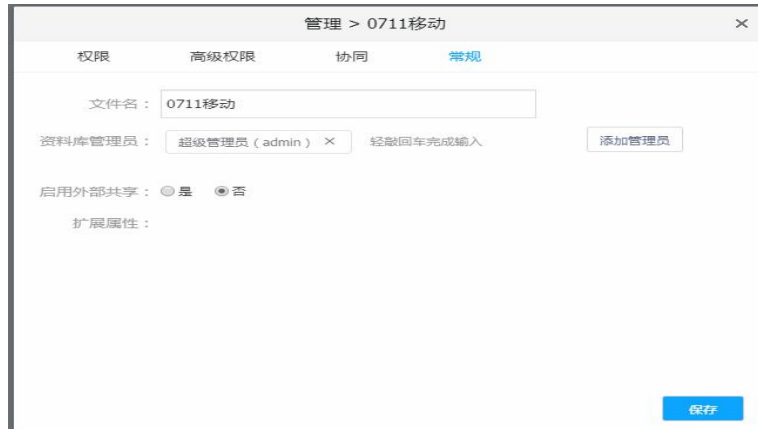 管理 > 0711移动 ×
权限 高级权限 协同 常规
文件名： 0711移动
资料库管理员： 超级管理员（admin） × 轻敲回车完成输入 添加管理员
启用外部共享： 是 否
扩展属性：
保存